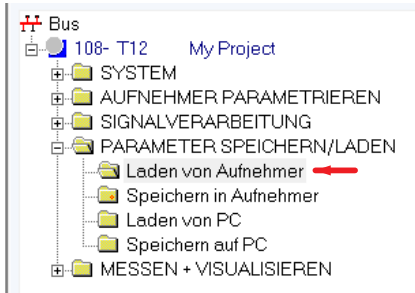 Bus
108- T12 My Project
SYSTEM
AUFNEHMER PARAMETRIEREN
SIGNALVERARBEITUNG
PARAMETER SPEICHERN/LADEN
Laden von Aufnehmer
Speichern in Aufnehmer
Laden von PC
Speichern auf PC
MESSEN + VISUALISIEREN